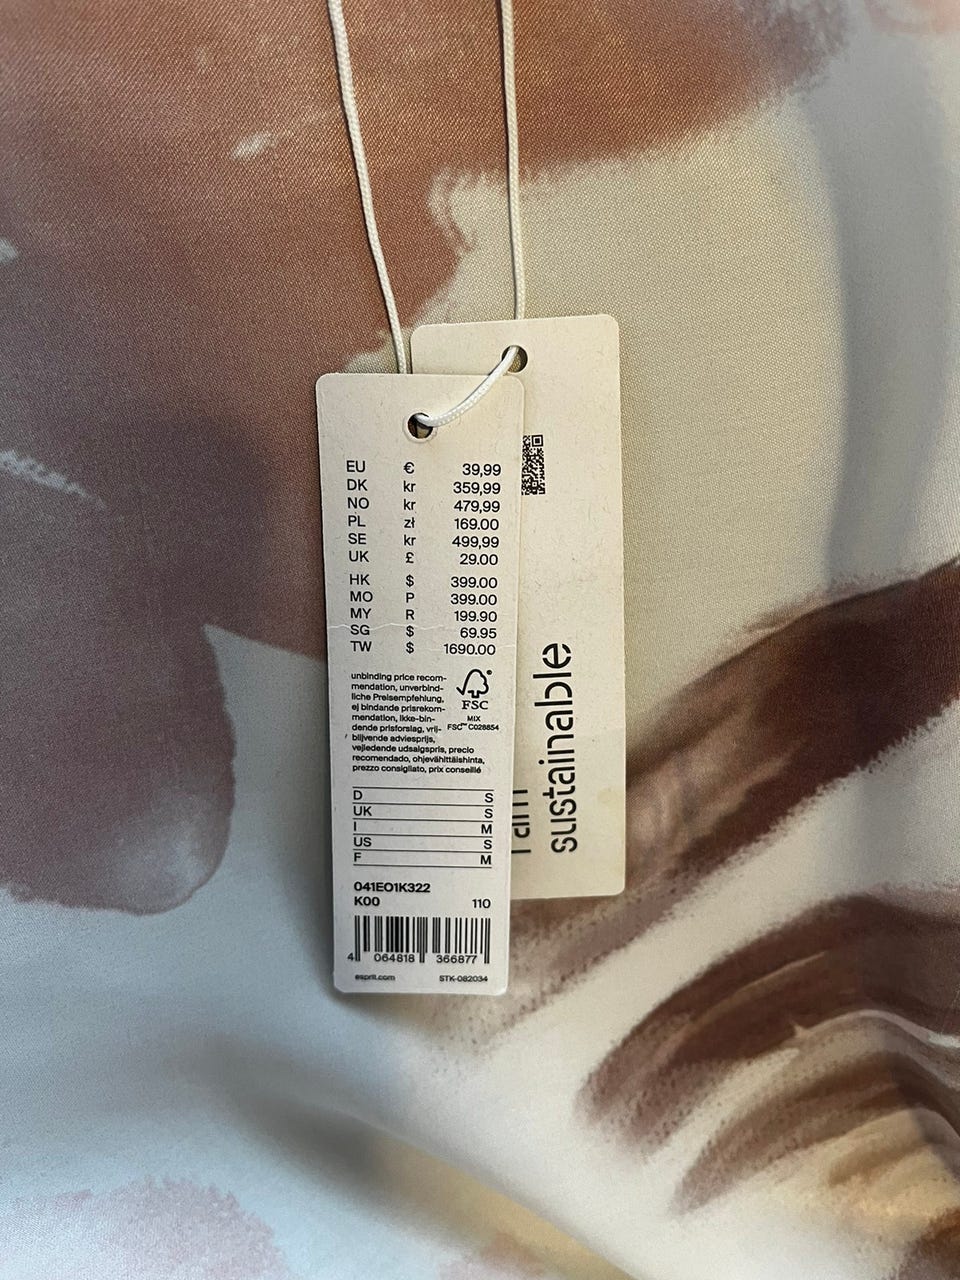 EU € 39,99
DK kr 359,99
NO kr 479,99
PL zł 169.00
SE kr 499,99
UK £ 29.00
HK $ 399.00
MO P 399.00
MY R 199.90
SG $ 69.95
TW $ 1690.00
unbinding price recom-
mendation, unverbind-
liche Preisempfehlung,
ej bindande prisrekom-
mendation, ikke-bin-
dende prisforslag, vrij-
blijvende adviesprijs,
vejledende udsalgspris, precio
recomendado, ohjevähittäishinta,
prezzo consigliato, prix conseillé
FSC
MIX
FSC™ C028854
D S
UK S
I M
US S
F M
041EO1K322
K00 110
4 064818 366877
esprit.com STK-082034
I am
sustainable